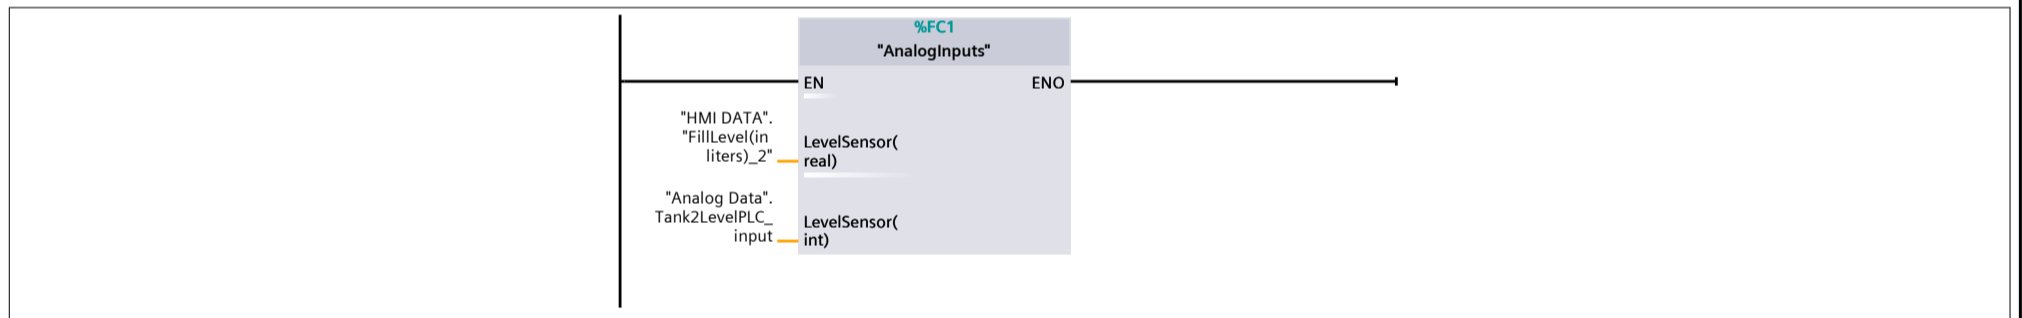 %FC1
"AnalogInputs"
EN ENO
"HMI DATA".
"FillLevel(in
liters)_2"
LevelSensor(
real)
"Analog Data".
Tank2LevelPLC_
input
LevelSensor(
int)